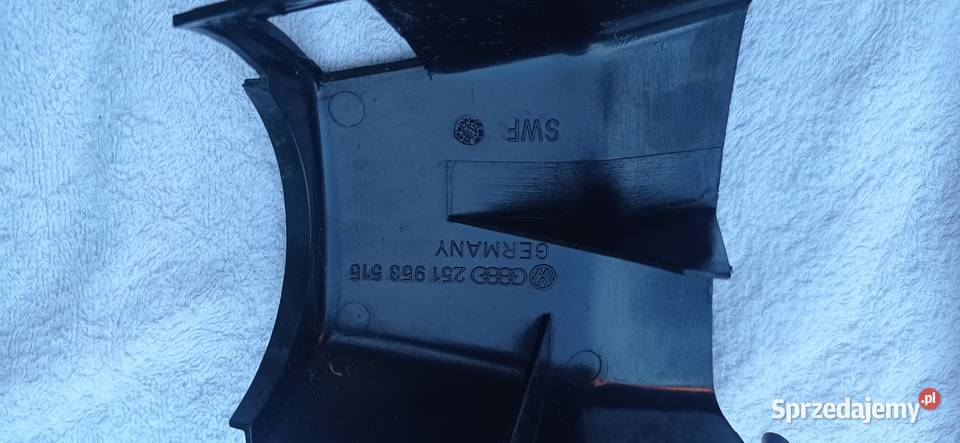 251 953 515
GERMANY
SWF
Sprzedajemy.pl